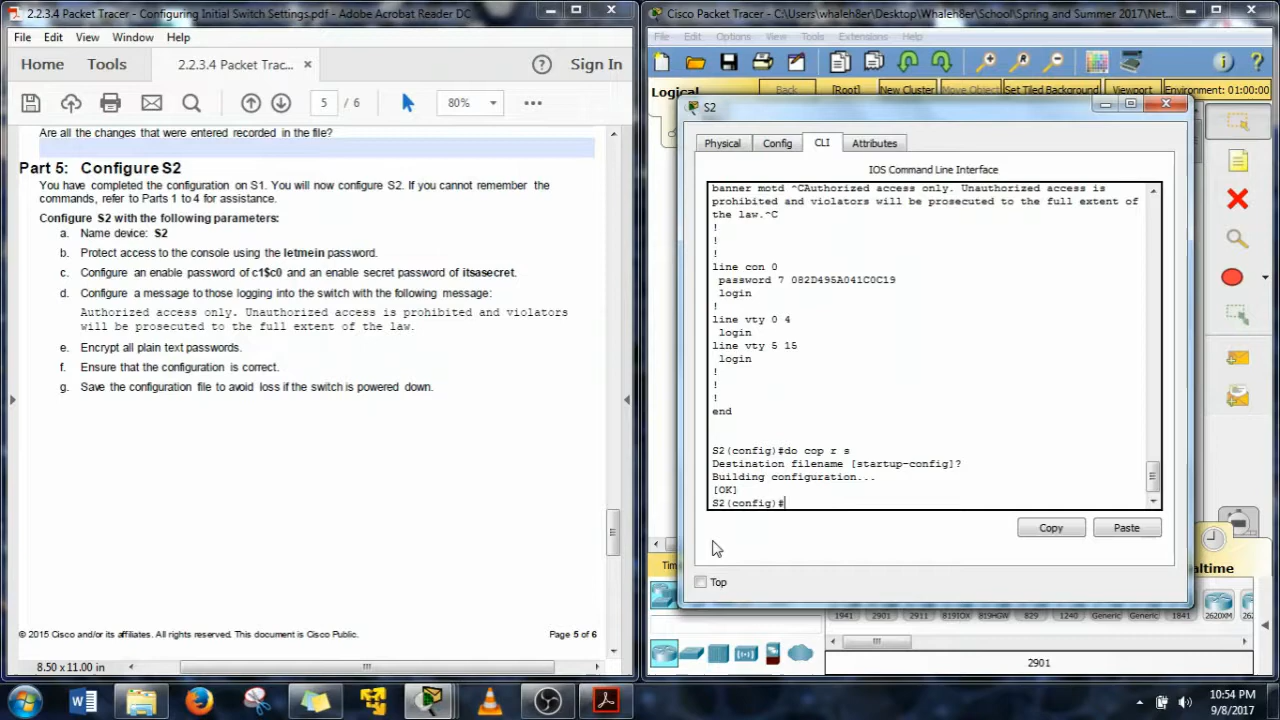 2.2.3.4 Packet Tracer - Configuring Initial Switch Settings.pdf - Adobe Acrobat Reader DC
File Edit View Window Help
Home Tools 2.2.3.4 Packet Trac... × Sign In
5 / 6 80%
Are all the changes that were entered recorded in the file?
Part 5: Configure S2
You have completed the configuration on S1. You will now configure S2. If you cannot remember the
commands, refer to Parts 1 to 4 for assistance.
Configure S2 with the following parameters:
a. Name device: S2
b. Protect access to the console using the letmein password.
c. Configure an enable password of c1$c0 and an enable secret password of itsasecret.
d. Configure a message to those logging into the switch with the following message:
Authorized access only. Unauthorized access is prohibited and violators
will be prosecuted to the full extent of the law.
e. Encrypt all plain text passwords.
f. Ensure that the configuration is correct.
g. Save the configuration file to avoid loss if the switch is powered down.
© 2015 Cisco and/or its affiliates. All rights reserved. This document is Cisco Public. Page 5 of 6
8.50 x 11.00 in
Cisco Packet Tracer - C:\Users\whaleh8er\Desktop\Whaleh8er\School\Spring and Summer 2017\Net...
File Edit Options View Tools Extensions Help
Logical Back [Root] New Cluster Move Object Set Tiled Background Viewport Environment: 01:00:00
S2
Physical Config CLI Attributes
IOS Command Line Interface
banner motd ^CAuthorized access only. Unauthorized access is
prohibited and violators will be prosecuted to the full extent of
the law.^C
!
!
!
line con 0
password 7 082D495A041C0C19
login
!
line vty 0 4
login
line vty 5 15
login
!
!
!
end
S2(config)#do cop r s
Destination filename [startup-config]?
Building configuration...
[OK]
S2(config)#
Copy Paste
Top
Tim
ealtime
1941 2901 2911 819IOX 819HGW 829 Generic Generic 1841 2620XM
2901
10:54 PM
9/8/2017